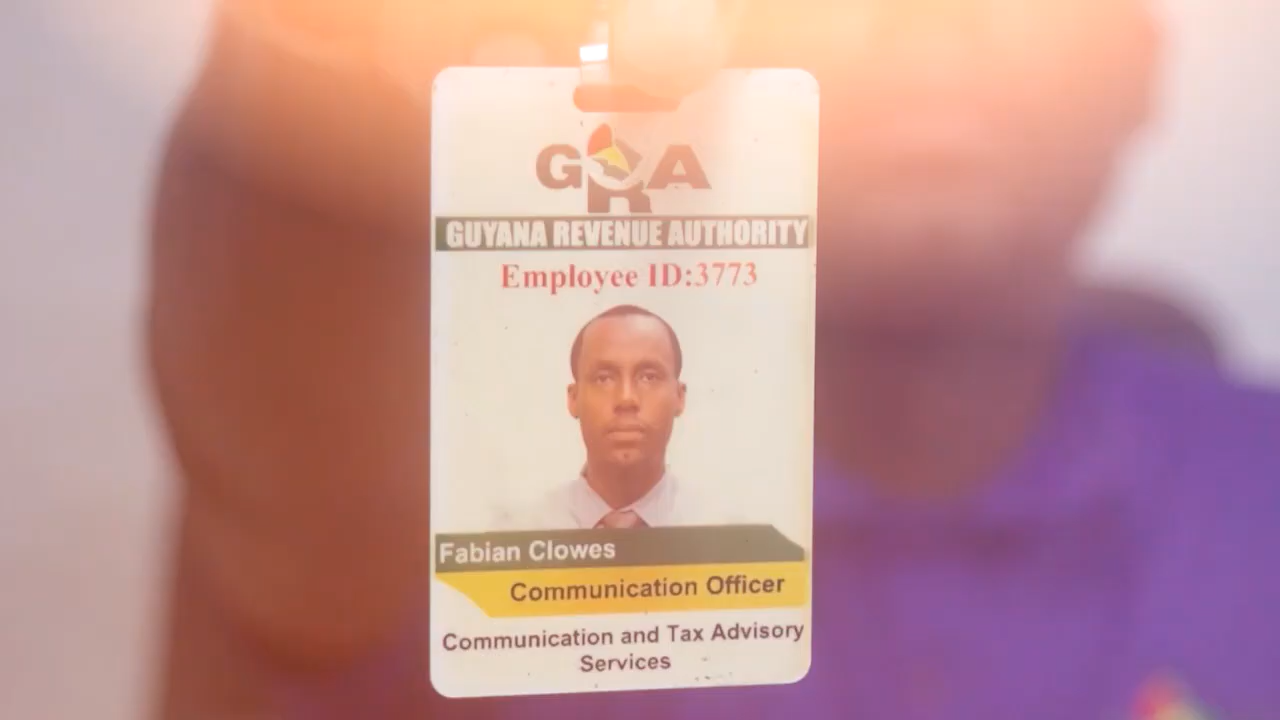 GRA
GUYANA REVENUE AUTHORITY
Employee ID:3773
Fabian Clowes
Communication Officer
Communication and Tax Advisory
Services